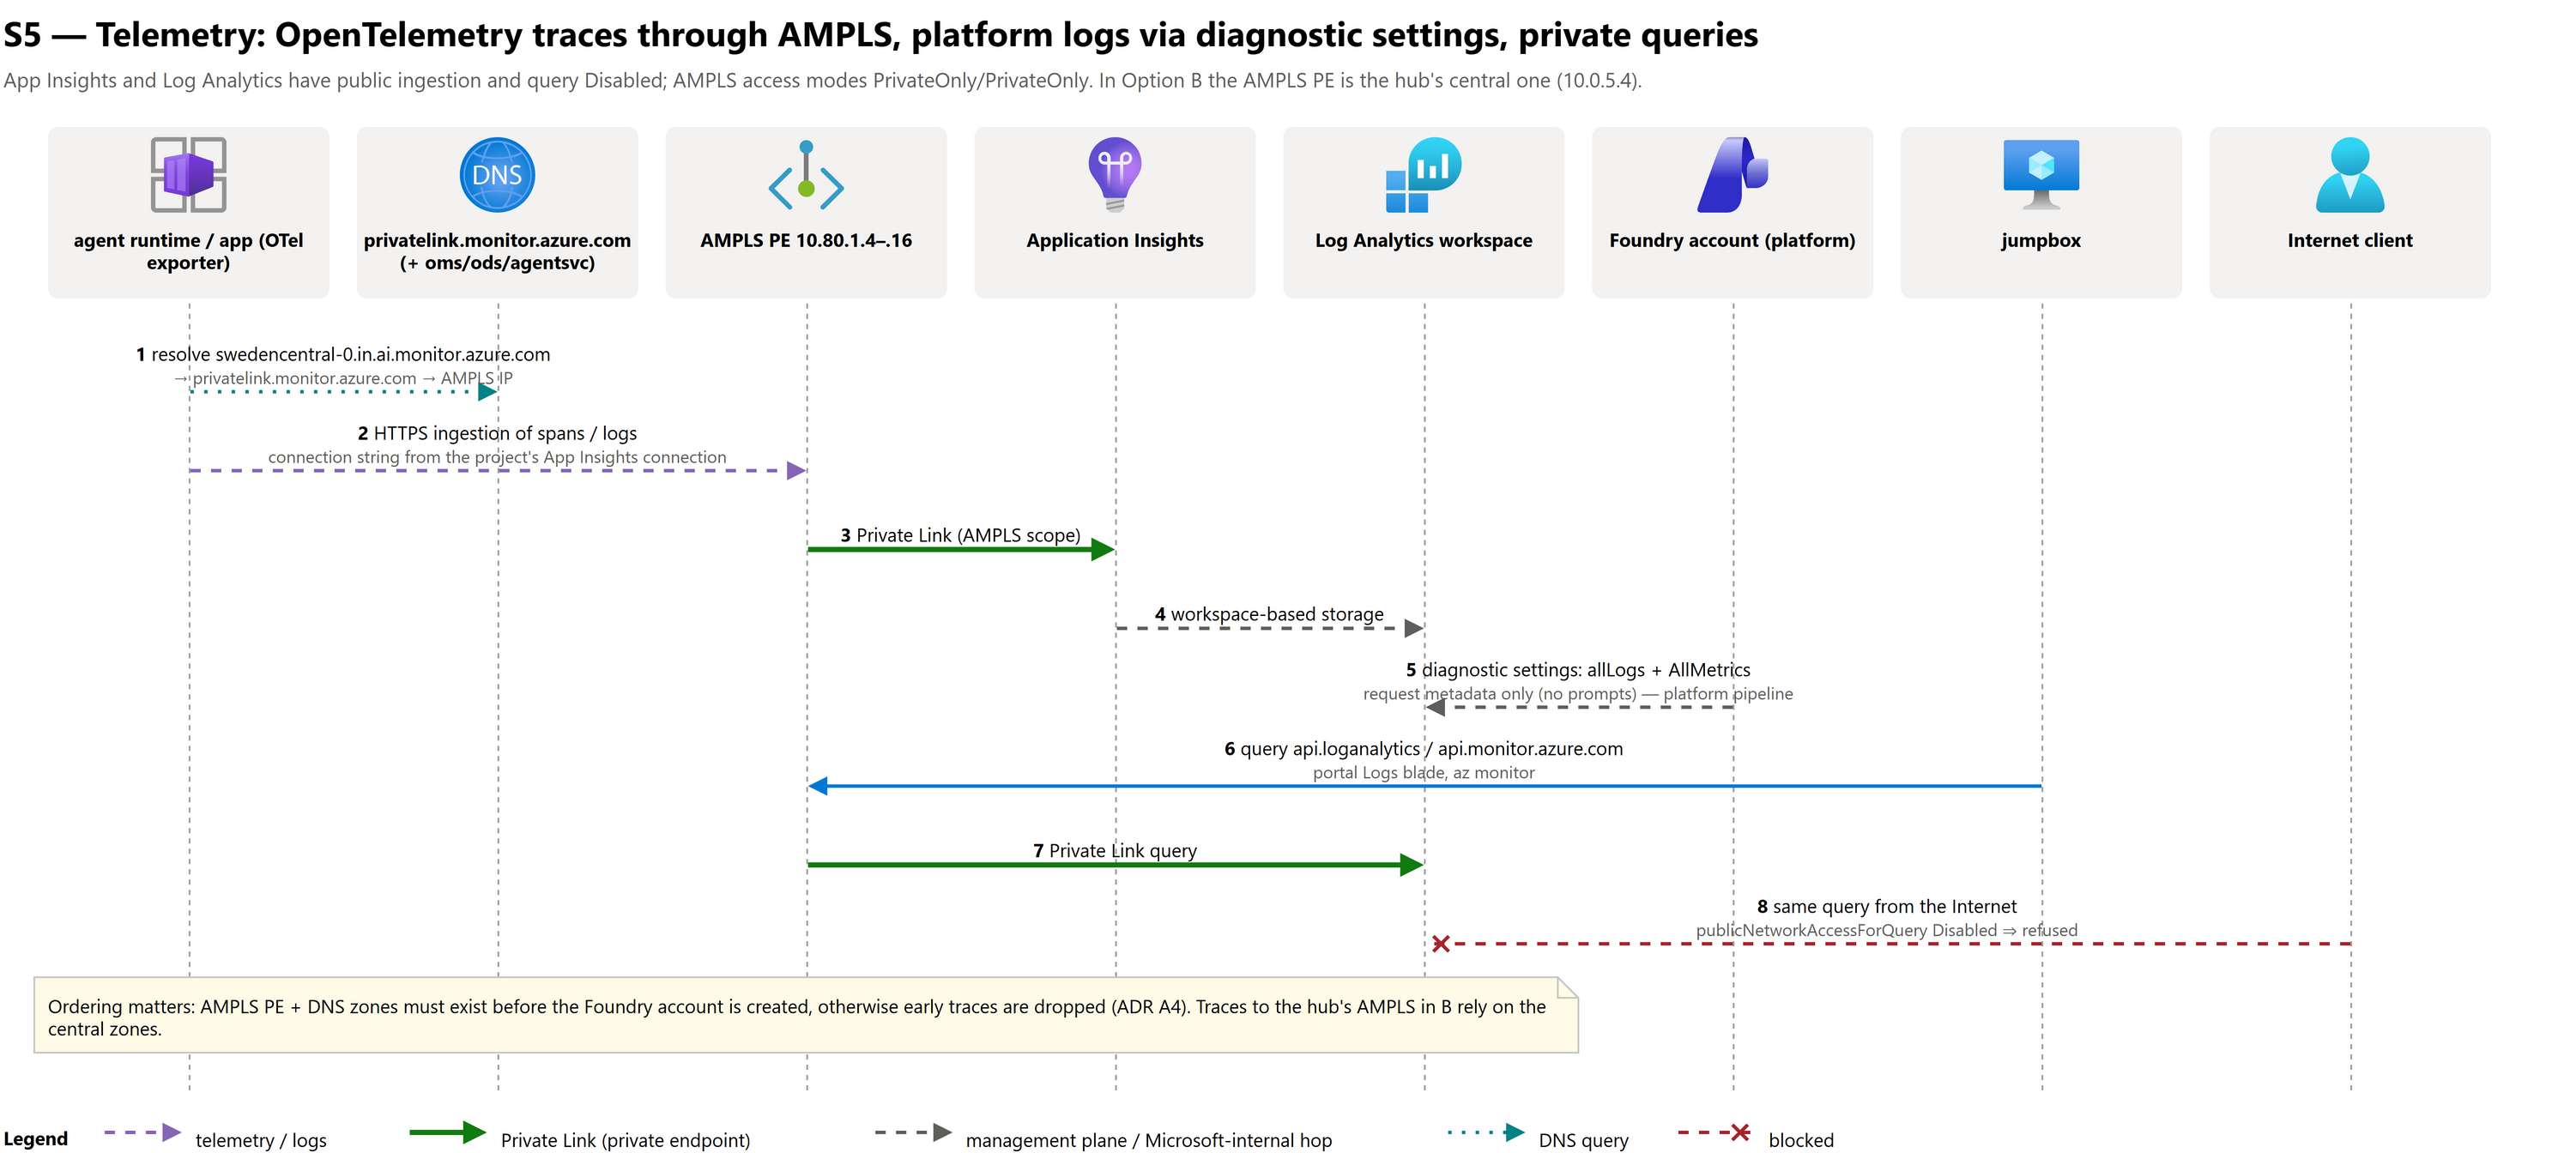 S5 — Telemetry: OpenTelemetry traces through AMPLS, platform logs via diagnostic settings, private queries
App Insights and Log Analytics have public ingestion and query Disabled; AMPLS access modes PrivateOnly/PrivateOnly. In Option B the AMPLS PE is the hub's central one (10.0.5.4).
DNS
agent runtime / app (OTel
exporter)
privatelink.monitor.azure.com
(+ oms/ods/agentsvc)
AMPLS PE 10.80.1.4–.16
Application Insights
Log Analytics workspace
Foundry account (platform)
jumpbox
Internet client
1 resolve swedencentral-0.in.ai.monitor.azure.com
→ privatelink.monitor.azure.com → AMPLS IP
2 HTTPS ingestion of spans / logs
connection string from the project's App Insights connection
3 Private Link (AMPLS scope)
4 workspace-based storage
5 diagnostic settings: allLogs + AllMetrics
request metadata only (no prompts) — platform pipeline
6 query api.loganalytics / api.monitor.azure.com
portal Logs blade, az monitor
7 Private Link query
8 same query from the Internet
publicNetworkAccessForQuery Disabled ⇒ refused
Ordering matters: AMPLS PE + DNS zones must exist before the Foundry account is created, otherwise early traces are dropped (ADR A4). Traces to the hub's AMPLS in B rely on the
central zones.
Legend
telemetry / logs
Private Link (private endpoint)
management plane / Microsoft-internal hop
DNS query
blocked